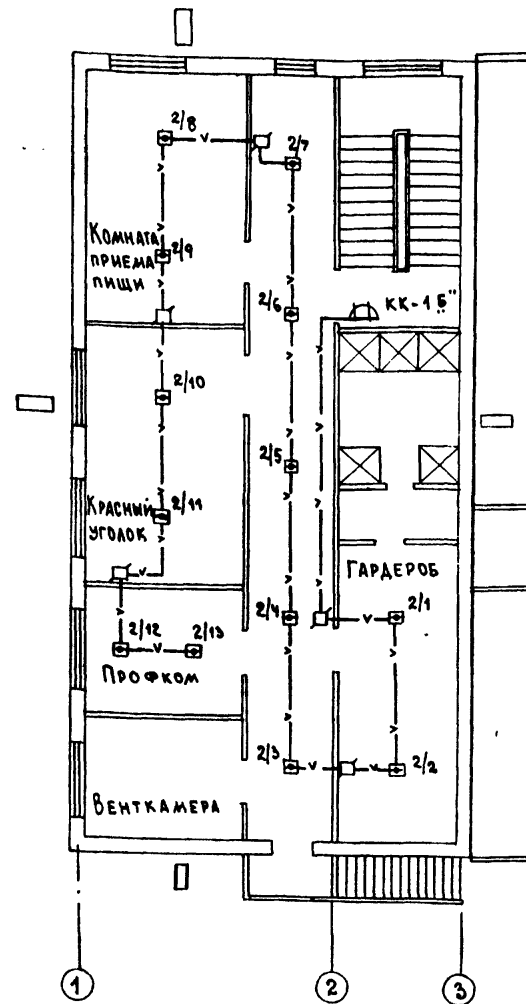 2/8
2/7
Комната
приема
пищи
2/9
2/6
КК-1 "Б"
2/10
2/5
Красный
уголок
2/11
Гардероб
2/4
2/1
2/12
2/13
Профком
2/3
2/2
Венткамера
1
2
3